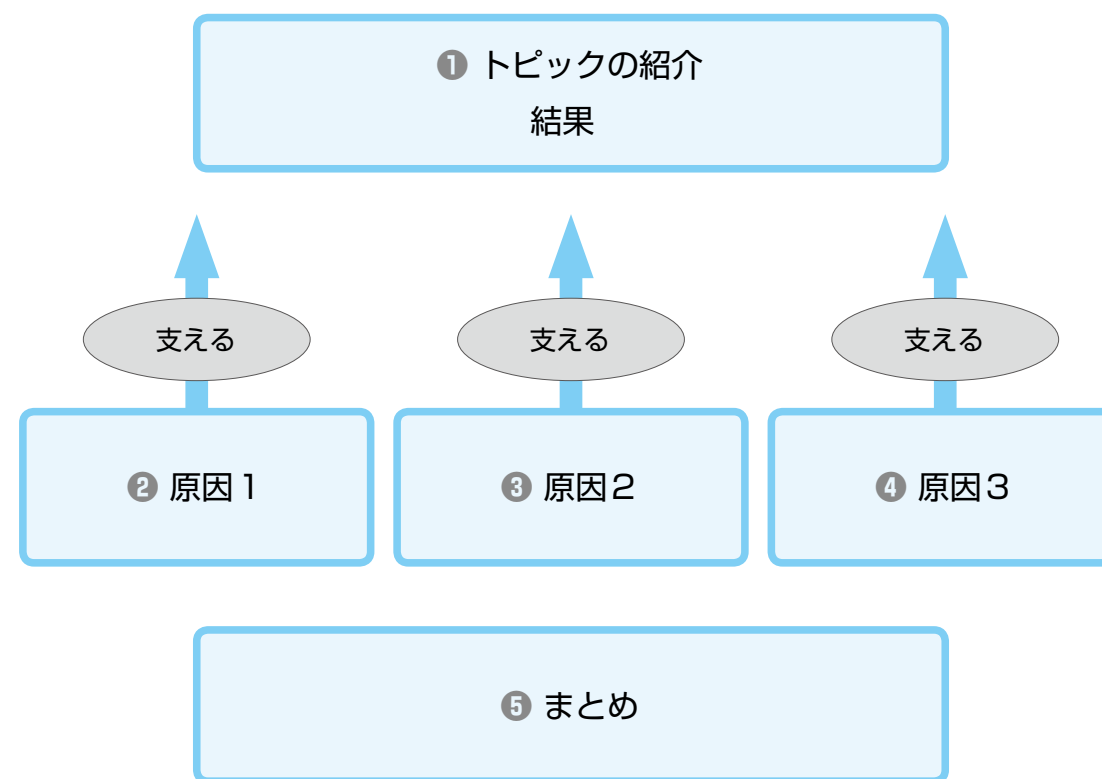 ❶ トピックの紹介
結果
支える
支える
支える
❷ 原因1
❸ 原因2
❹ 原因3
❺ まとめ